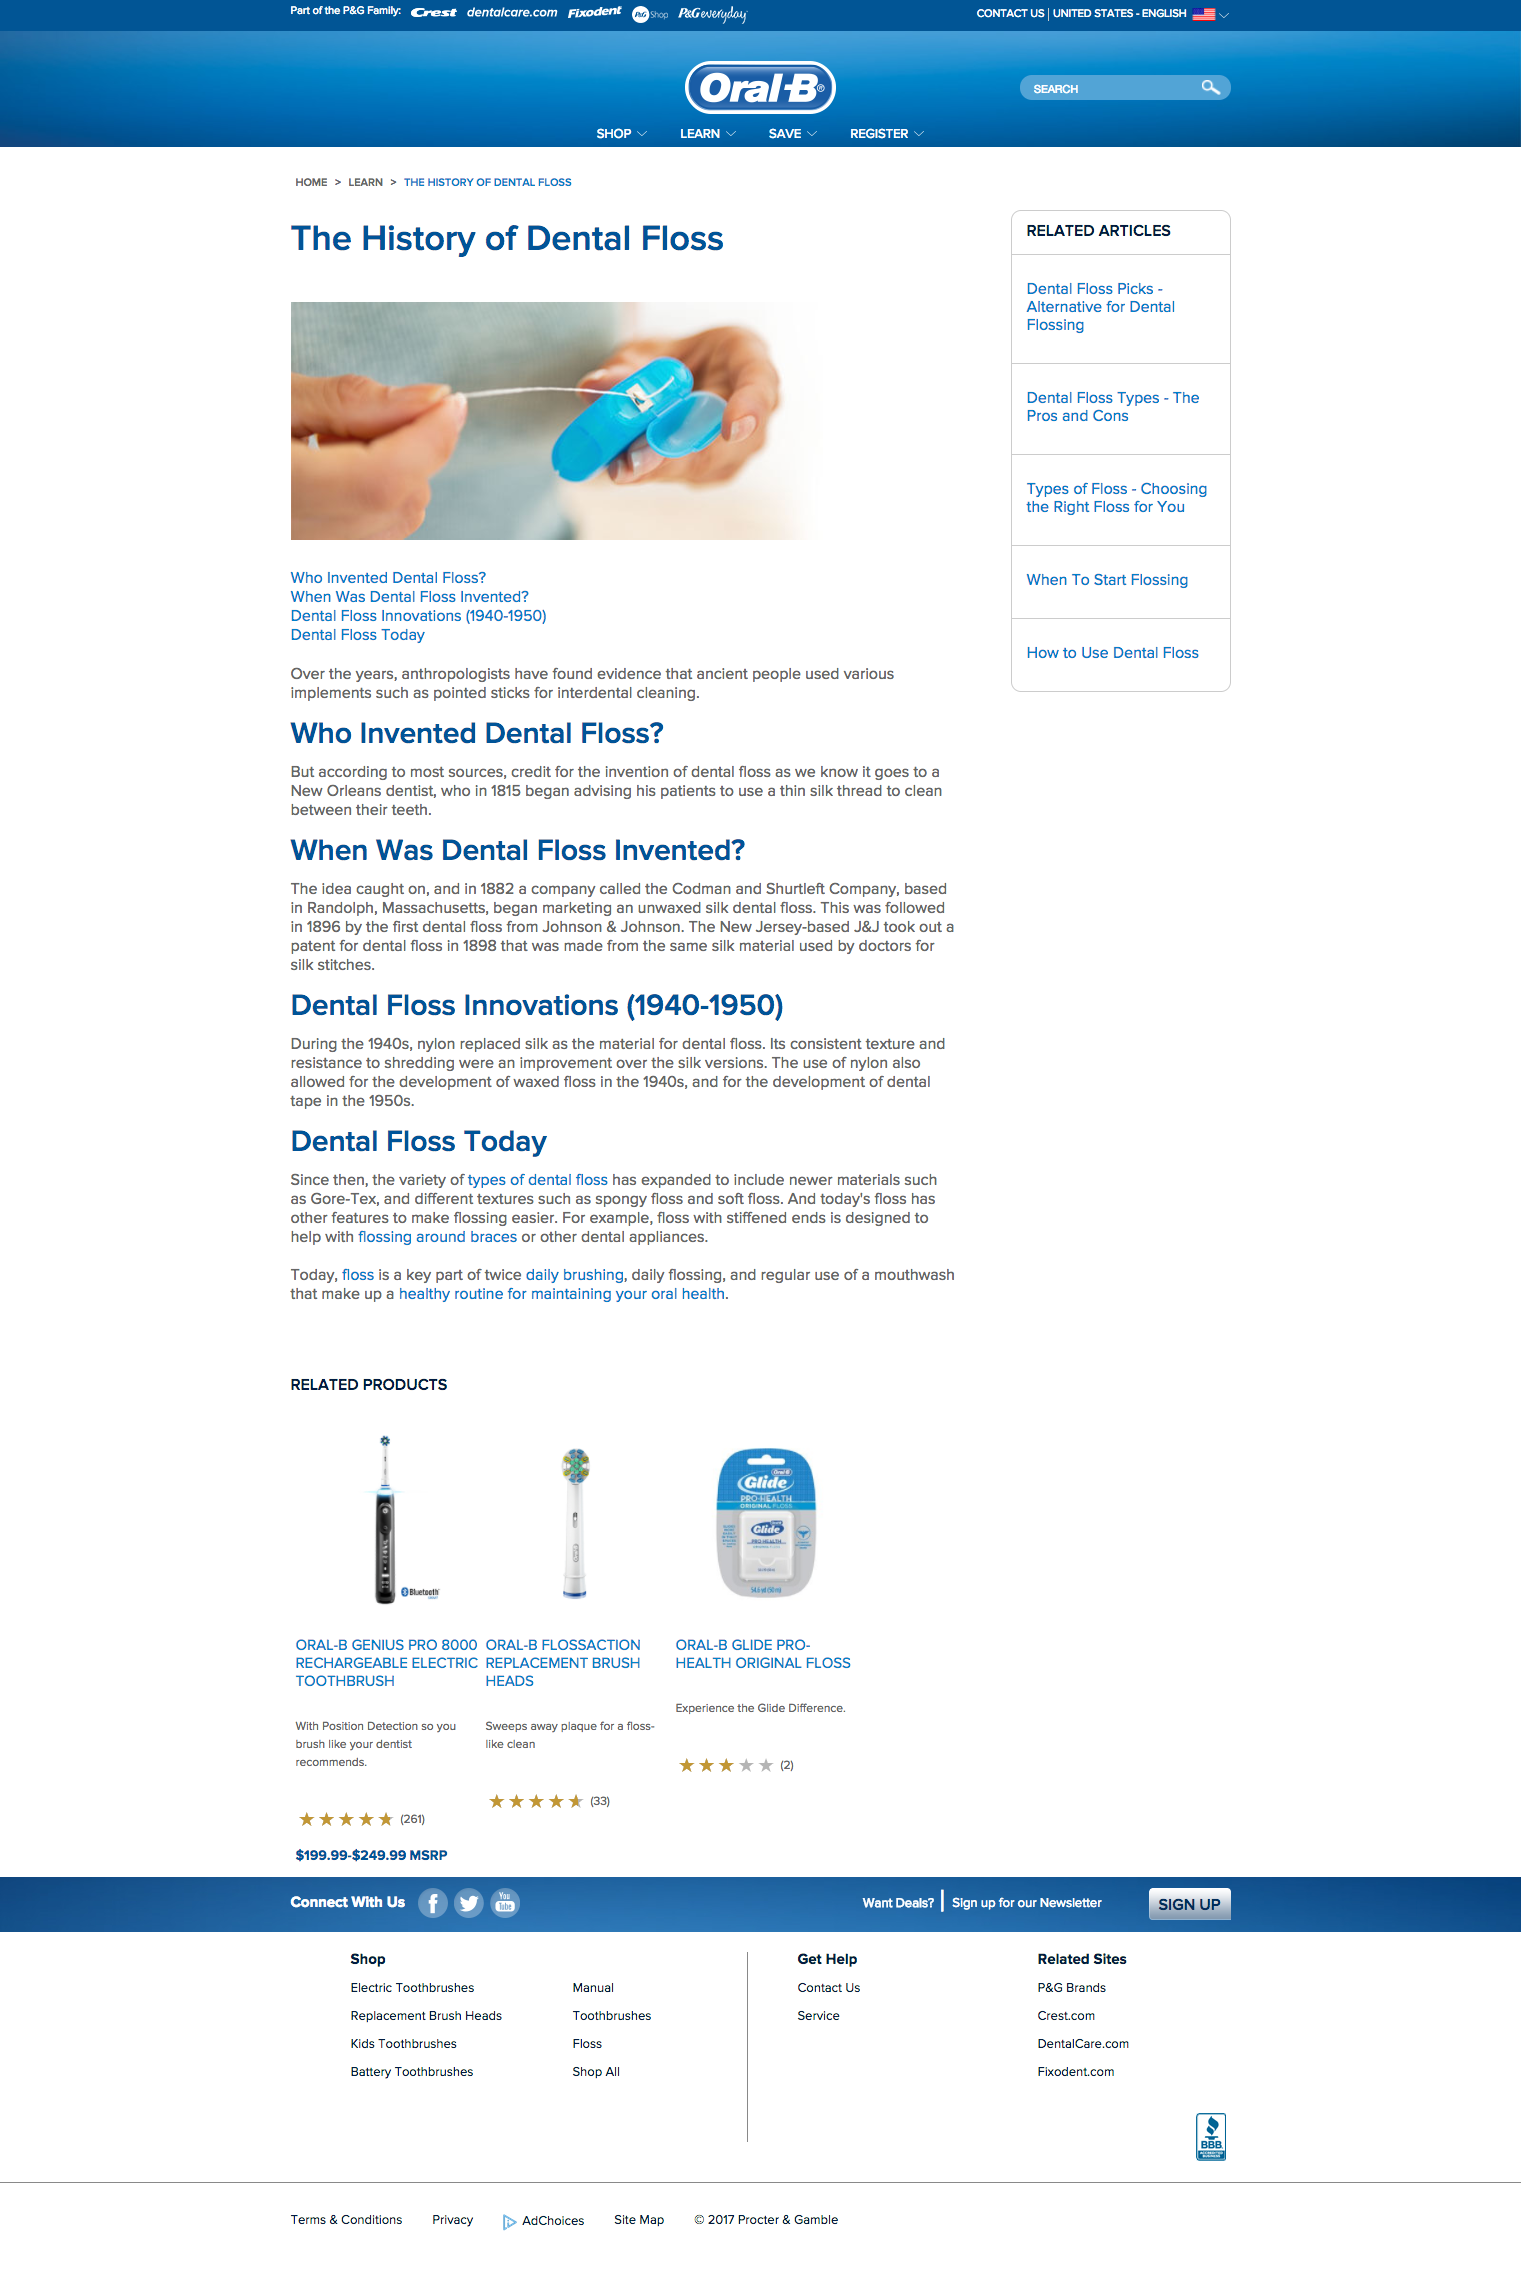 Part of the P&G Family: Crest dentalcare.com Fixodent P&G Shop P&G everyday
CONTACT US | UNITED STATES - ENGLISH
Oral-B®
SEARCH
SHOP LEARN SAVE REGISTER
HOME > LEARN > THE HISTORY OF DENTAL FLOSS
The History of Dental Floss
Who Invented Dental Floss?
When Was Dental Floss Invented?
Dental Floss Innovations (1940-1950)
Dental Floss Today
Over the years, anthropologists have found evidence that ancient people used various
implements such as pointed sticks for interdental cleaning.
Who Invented Dental Floss?
But according to most sources, credit for the invention of dental floss as we know it goes to a
New Orleans dentist, who in 1815 began advising his patients to use a thin silk thread to clean
between their teeth.
When Was Dental Floss Invented?
The idea caught on, and in 1882 a company called the Codman and Shurtleft Company, based
in Randolph, Massachusetts, began marketing an unwaxed silk dental floss. This was followed
in 1896 by the first dental floss from Johnson & Johnson. The New Jersey-based J&J took out a
patent for dental floss in 1898 that was made from the same silk material used by doctors for
silk stitches.
Dental Floss Innovations (1940-1950)
During the 1940s, nylon replaced silk as the material for dental floss. Its consistent texture and
resistance to shredding were an improvement over the silk versions. The use of nylon also
allowed for the development of waxed floss in the 1940s, and for the development of dental
tape in the 1950s.
Dental Floss Today
Since then, the variety of types of dental floss has expanded to include newer materials such
as Gore-Tex, and different textures such as spongy floss and soft floss. And today's floss has
other features to make flossing easier. For example, floss with stiffened ends is designed to
help with flossing around braces or other dental appliances.
Today, floss is a key part of twice daily brushing, daily flossing, and regular use of a mouthwash
that make up a healthy routine for maintaining your oral health.
RELATED ARTICLES
Dental Floss Picks -
Alternative for Dental
Flossing
Dental Floss Types - The
Pros and Cons
Types of Floss - Choosing
the Right Floss for You
When To Start Flossing
How to Use Dental Floss
RELATED PRODUCTS
Bluetooth
Oral-B
Glide
PRO-HEALTH
ORIGINAL FLOSS
Glide
PRO-HEALTH
ORAL-B GENIUS PRO 8000
RECHARGEABLE ELECTRIC
TOOTHBRUSH
With Position Detection so you
brush like your dentist
recommends.
(261)
$199.99-$249.99 MSRP
ORAL-B FLOSSACTION
REPLACEMENT BRUSH
HEADS
Sweeps away plaque for a floss-
like clean
(33)
ORAL-B GLIDE PRO-
HEALTH ORIGINAL FLOSS
Experience the Glide Difference.
(2)
Connect With Us
You Tube
Want Deals? | Sign up for our Newsletter
SIGN UP
Shop
Electric Toothbrushes
Replacement Brush Heads
Kids Toothbrushes
Battery Toothbrushes
Manual
Toothbrushes
Floss
Shop All
Get Help
Contact Us
Service
Related Sites
P&G Brands
Crest.com
DentalCare.com
Fixodent.com
BBB
ACCREDITED
BUSINESS
Terms & Conditions Privacy AdChoices Site Map © 2017 Procter & Gamble